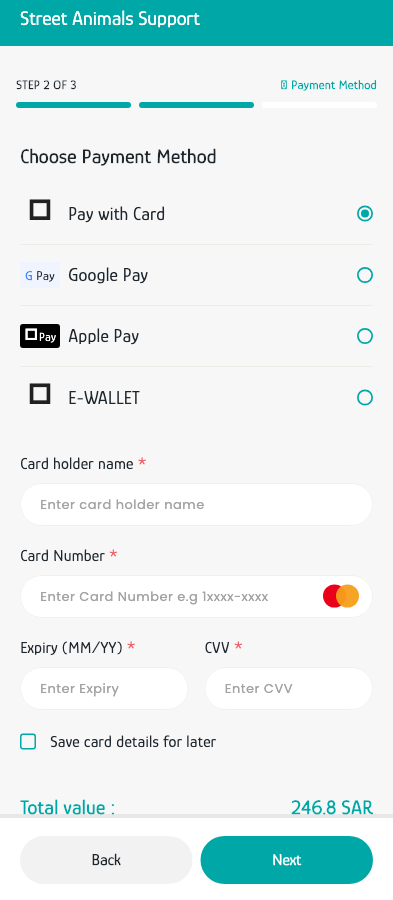 Street Animals Support
STEP 2 OF 3
Payment Method
Choose Payment Method
Pay with Card
G Pay
Google Pay
Pay
Apple Pay
E-WALLET
Card holder name *
Enter card holder name
Card Number *
Enter Card Number e.g 1xxxx-xxxx
Expiry (MM/YY) * CVV *
Enter Expiry Enter CVV
Save card details for later
Total value : 246.8 SAR
Back Next